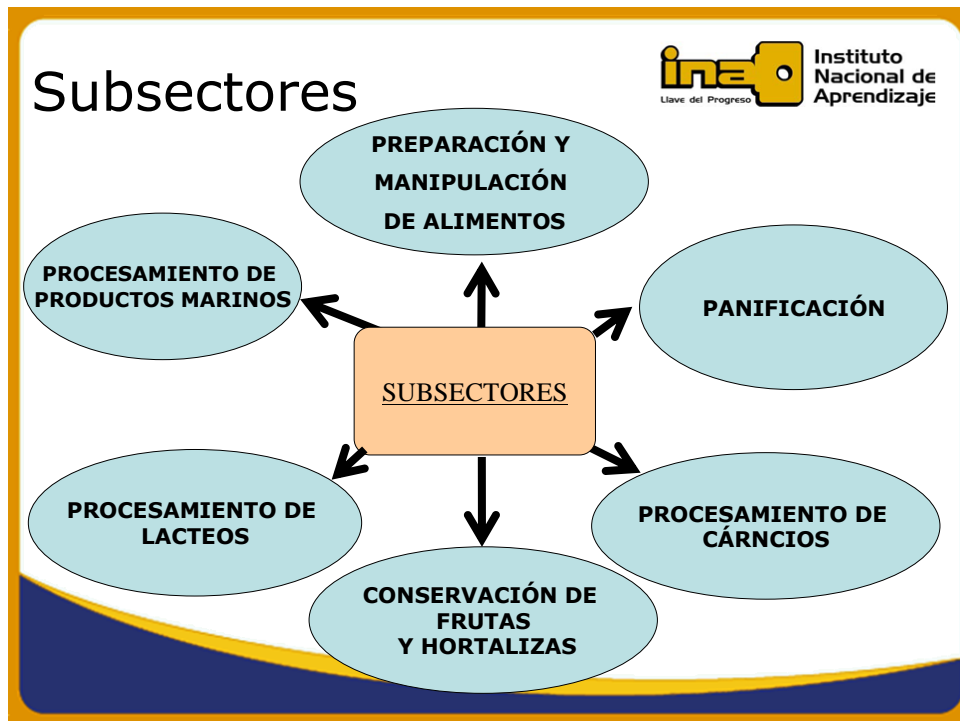 Subsectores
ina
Llave del Progreso
Instituto
Nacional de
Aprendizaje
PREPARACIÓN Y
MANIPULACIÓN
DE ALIMENTOS
PROCESAMIENTO DE
PRODUCTOS MARINOS
PANIFICACIÓN
SUBSECTORES
PROCESAMIENTO DE
LACTEOS
PROCESAMIENTO DE
CÁRNCIOS
CONSERVACIÓN DE
FRUTAS
Y HORTALIZAS